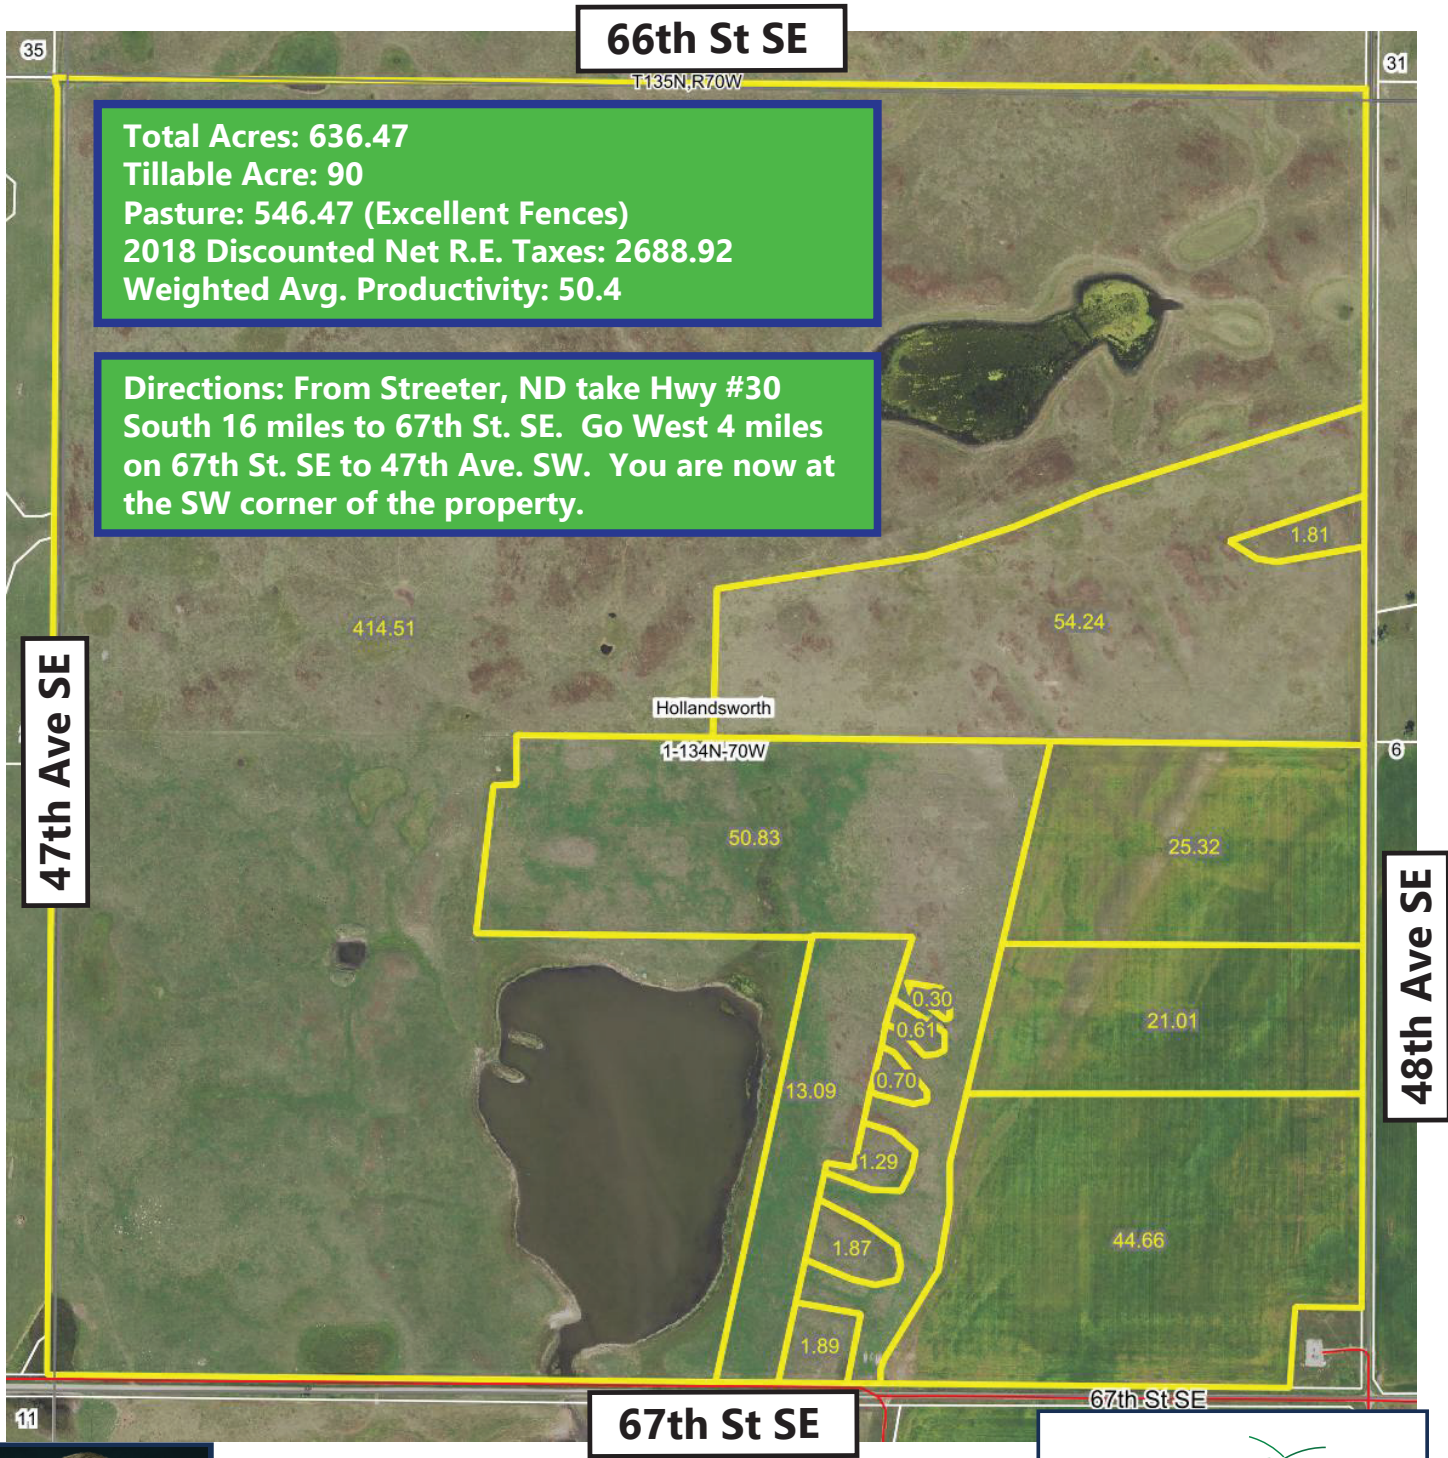 66th St SE
35
31
T135N,R70W
Total Acres: 636.47
Tillable Acre: 90
Pasture: 546.47 (Excellent Fences)
2018 Discounted Net R.E. Taxes: 2688.92
Weighted Avg. Productivity: 50.4
Directions: From Streeter, ND take Hwy #30
South 16 miles to 67th St. SE.  Go West 4 miles
on 67th St. SE to 47th Ave. SW.  You are now at
the SW corner of the property.
1.81
414.51
54.24
47th Ave SE
Hollandsworth
1-134N-70W
6
50.83
25.32
48th Ave SE
0.30
21.01
0.61
0.70
13.09
1.29
1.87
44.66
1.89
67th St SE
11
67th St SE